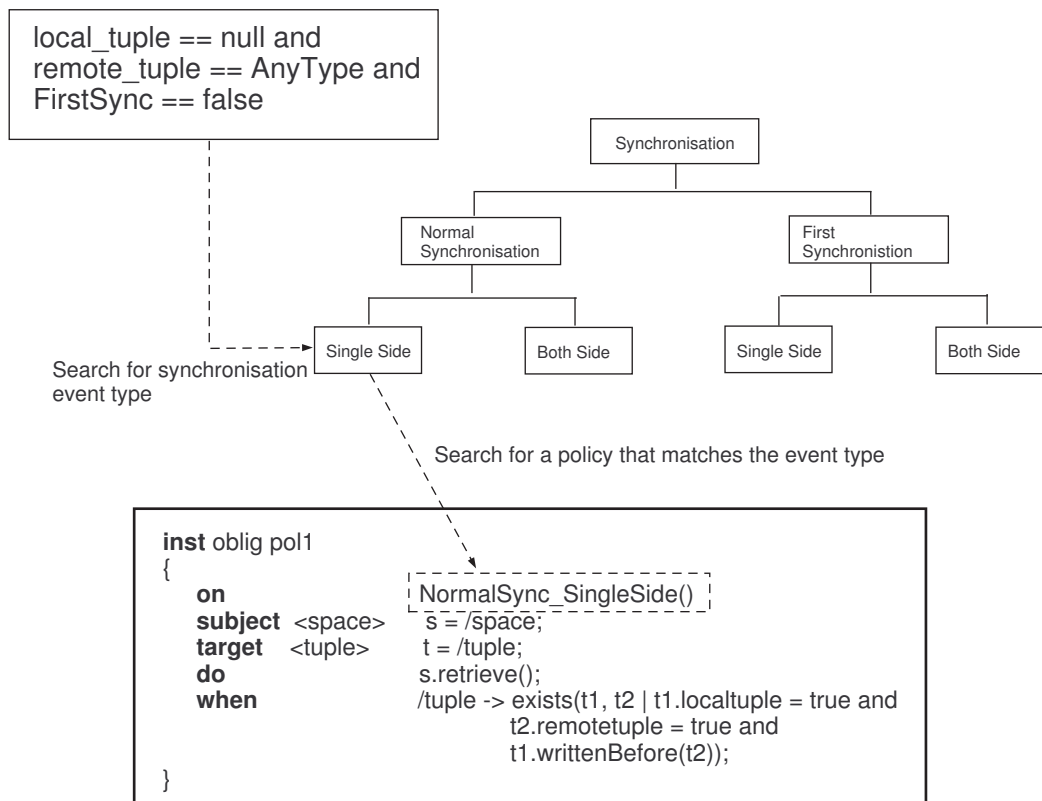 local_tuple == null and
remote_tuple == AnyType and
FirstSync == false
Synchronisation
Normal
Synchronisation
First
Synchronistion
Single Side
Both Side
Single Side
Both Side
Search for synchronisation
event type
Search for a policy that matches the event type
inst oblig pol1
{
on NormalSync_SingleSide()
subject <space> s = /space;
target <tuple> t = /tuple;
do s.retrieve();
when /tuple -> exists(t1, t2 | t1.localtuple = true and
t2.remotetuple = true and
t1.writtenBefore(t2));
}